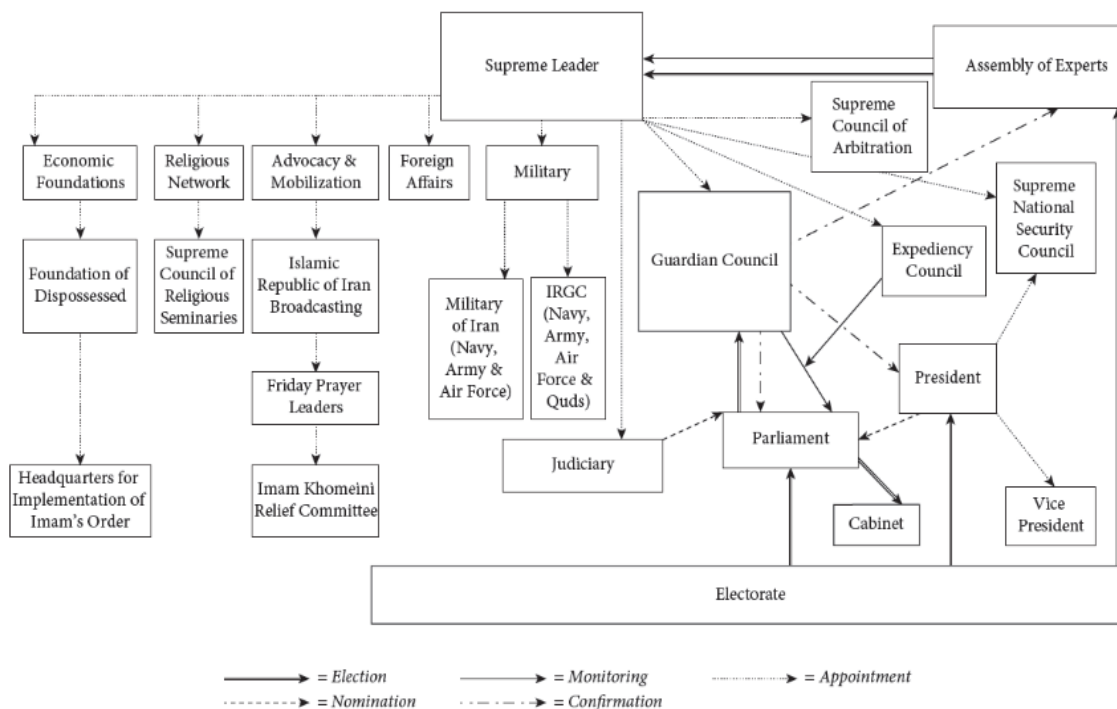 Supreme Leader
Assembly of Experts
Supreme
Council of
Arbitration
Economic
Foundations
Religious
Network
Advocacy &
Mobilization
Foreign
Affairs
Military
Supreme
National
Security
Council
Guardian Council
Expediency
Council
Foundation of
Dispossessed
Supreme
Council of
Religious
Seminaries
Islamic
Republic of Iran
Broadcasting
Military
of Iran
(Navy,
Army &
Air Force)
IRGC
(Navy,
Army,
Air
Force &
Quds)
President
Friday Prayer
Leaders
Parliament
Judiciary
Headquarters for
Implementation of
Imam's Order
Imam Khomeini
Relief Committee
Cabinet
Vice
President
Electorate
= Election
= Monitoring
= Appointment
= Nomination
= Confirmation